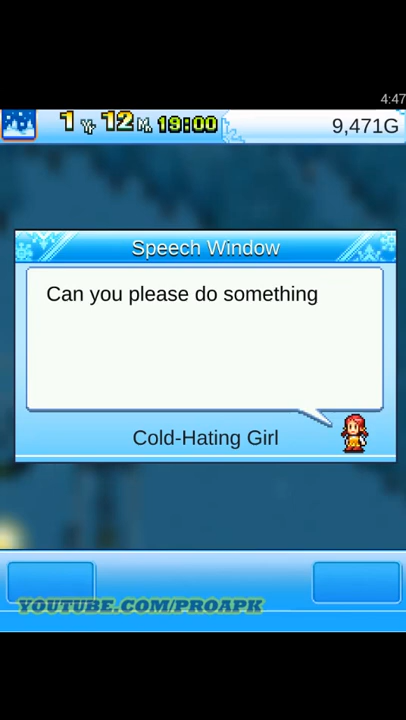 4:47
1 Y 12 M 19:00
9,471G
Speech Window
Can you please do something
Cold-Hating Girl
YOUTUBE.COM/PROAPK